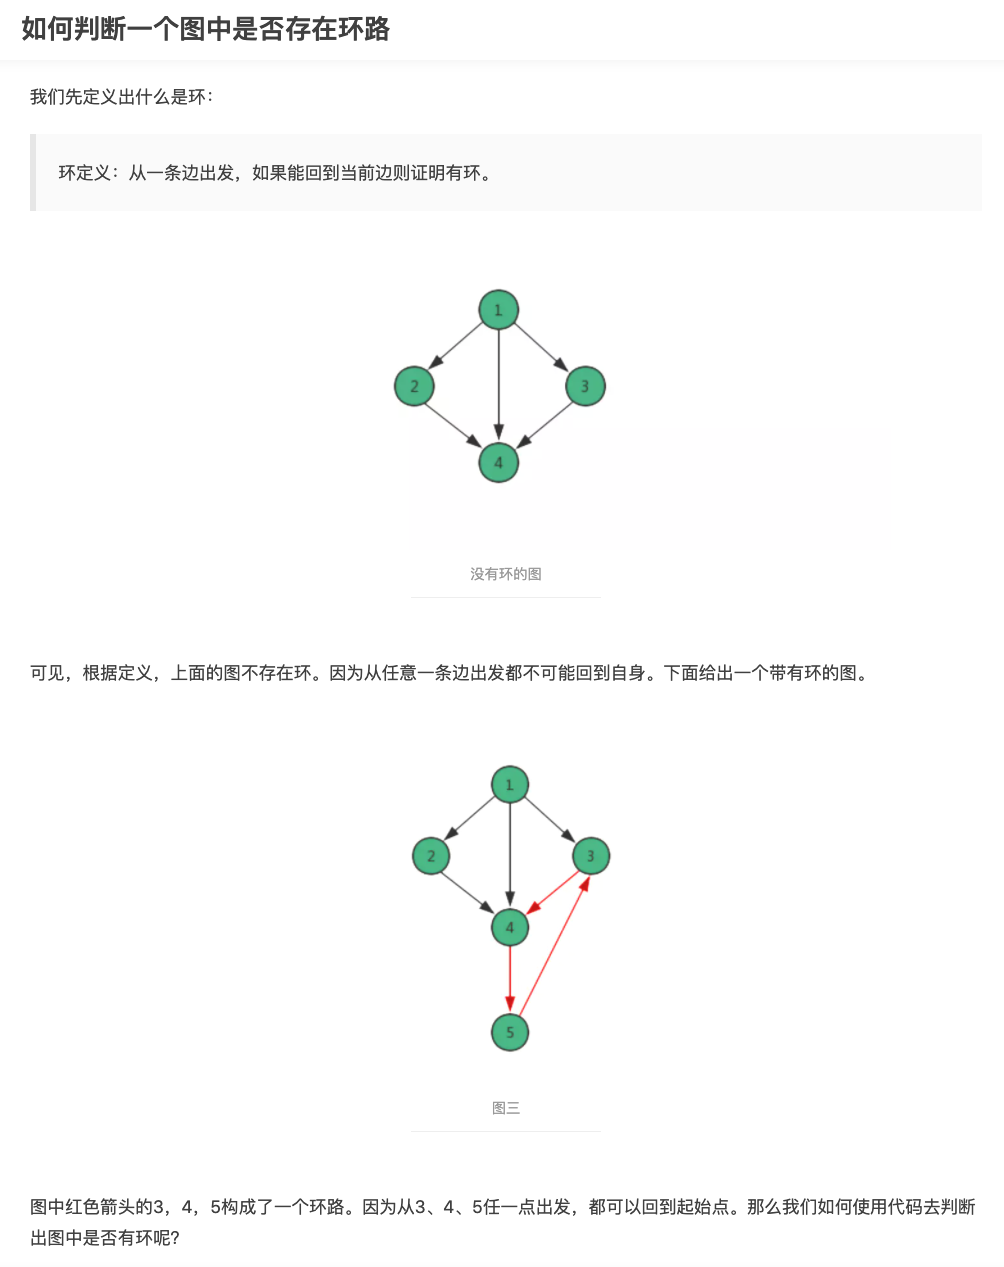 如何判断一个图中是否存在环路
我们先定义出什么是环：
环定义：从一条边出发，如果能回到当前边则证明有环。
1
2
3
4
没有环的图
可见，根据定义，上面的图不存在环。因为从任意一条边出发都不可能回到自身。下面给出一个带有环的图。
1
2
3
4
5
图三
图中红色箭头的3，4，5构成了一个环路。因为从3、4、5任一点出发，都可以回到起始点。那么我们如何使用代码去判断
出图中是否有环呢?